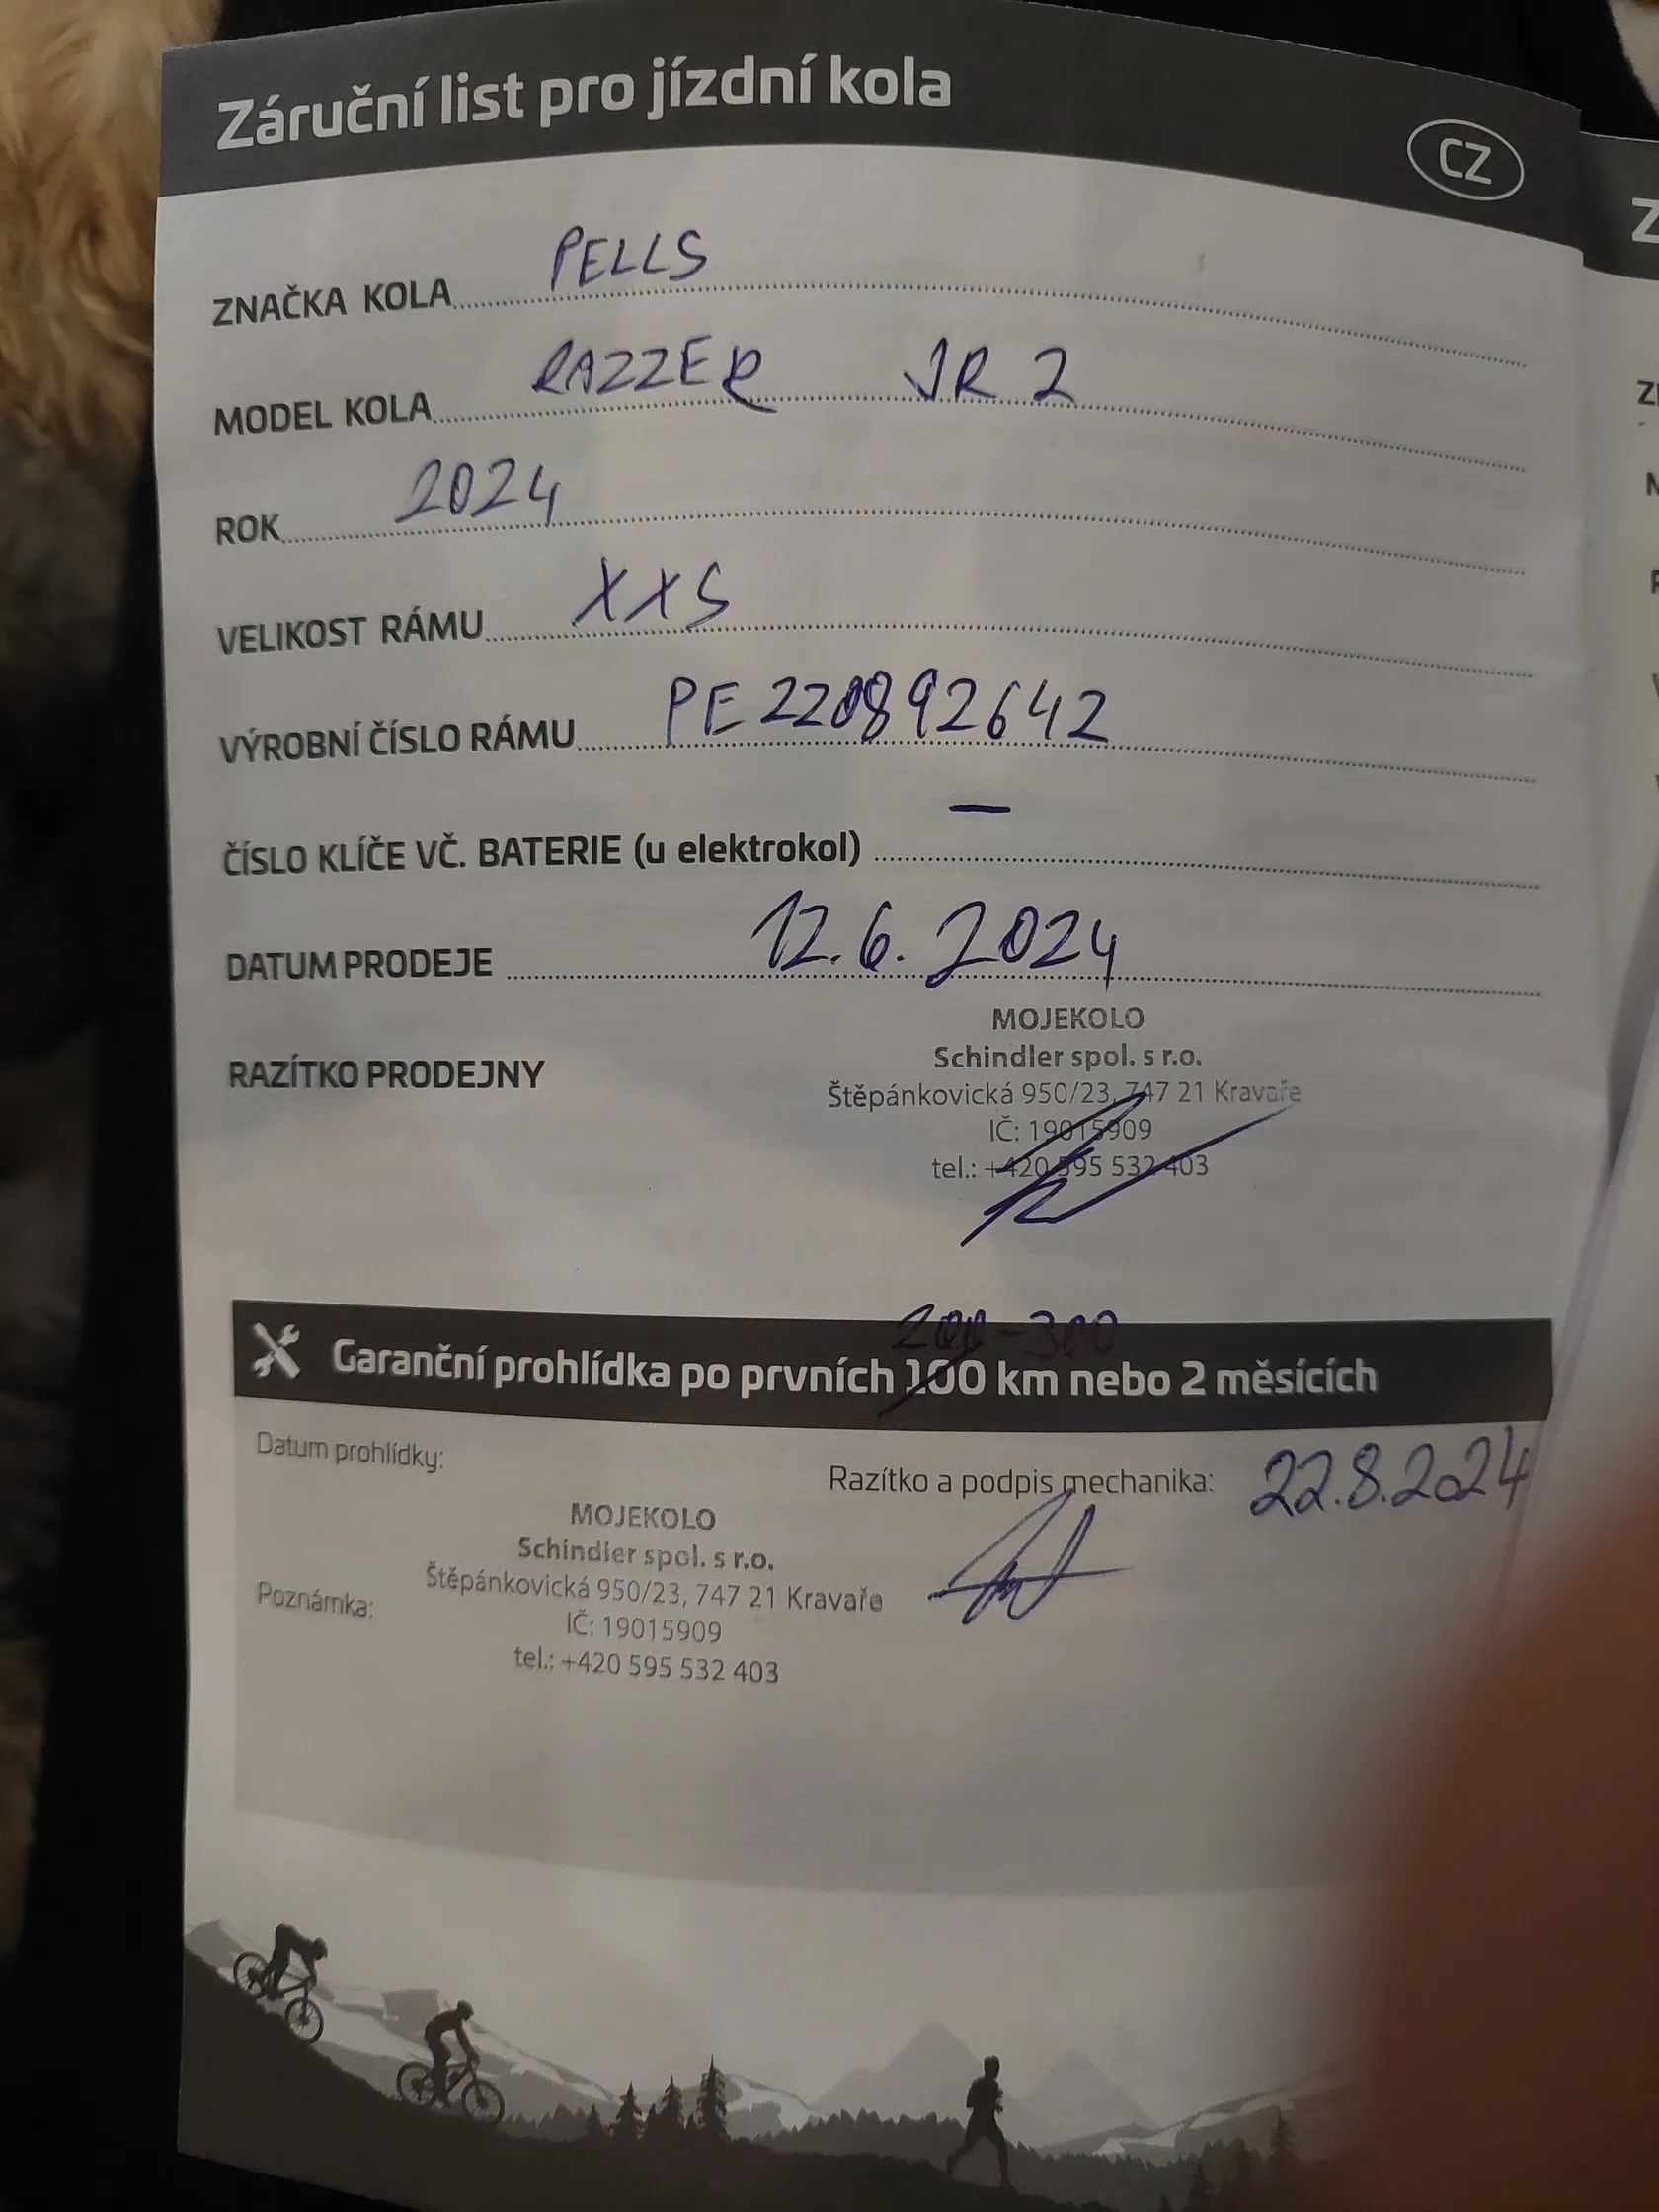 Záruční list pro jízdní kola
CZ
ZNAČKA KOLA PELLS
MODEL KOLA RAZZER JR 2
ROK 2024
VELIKOST RÁMU XXS
VÝROBNÍ ČÍSLO RÁMU PE220892642
ČÍSLO KLÍČE VČ. BATERIE (u elektrokol) —
DATUM PRODEJE 12.6.2024
RAZÍTKO PRODEJNY
MOJEKOLO
Schindler spol. s r.o.
Štěpánkovická 950/23, 747 21 Kravaře
IČ: 19015909
tel.: +420 595 532 403
200-300
Garanční prohlídka po prvních 100 km nebo 2 měsících
Datum prohlídky:
Razítko a podpis mechanika: 22.8.2024
MOJEKOLO
Schindler spol. s r.o.
Štěpánkovická 950/23, 747 21 Kravaře
Poznámka:
IČ: 19015909
tel.: +420 595 532 403